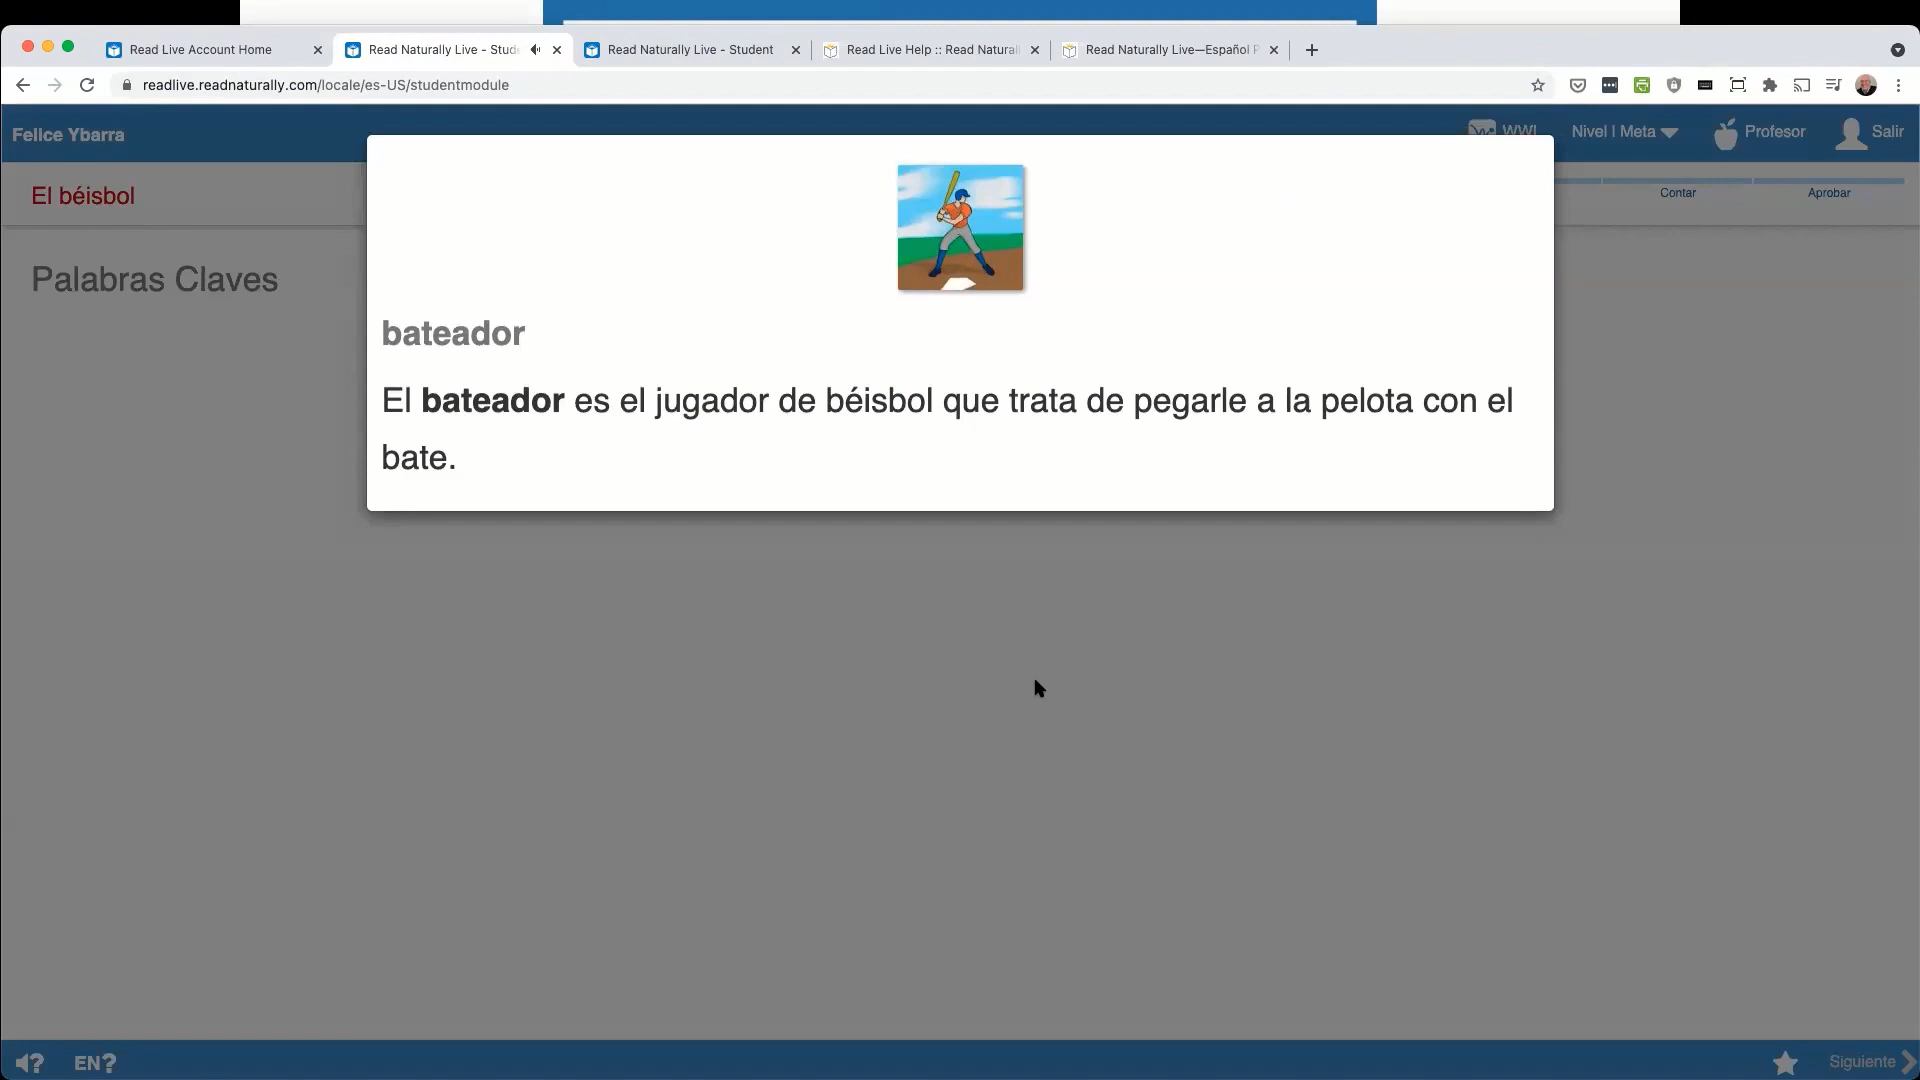 Read Live Account Home
Read Naturally Live - Stud
Read Naturally Live - Student
Read Live Help :: Read Natural
Read Naturally Live—Español P
readlive.readnaturally.com/locale/es-US/studentmodule
Felice Ybarra
WWL
Nivel | Meta
Profesor
Salir
El béisbol
Contar
Aprobar
Palabras Claves
bateador
El bateador es el jugador de béisbol que trata de pegarle a la pelota con el
bate.
EN?
Siguiente